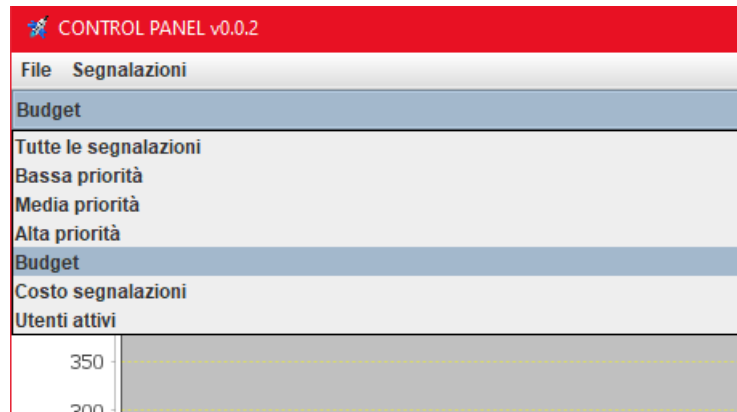 CONTROL PANEL v0.0.2
File Segnalazioni
Budget
Tutte le segnalazioni
Bassa priorità
Media priorità
Alta priorità
Budget
Costo segnalazioni
Utenti attivi
350
300